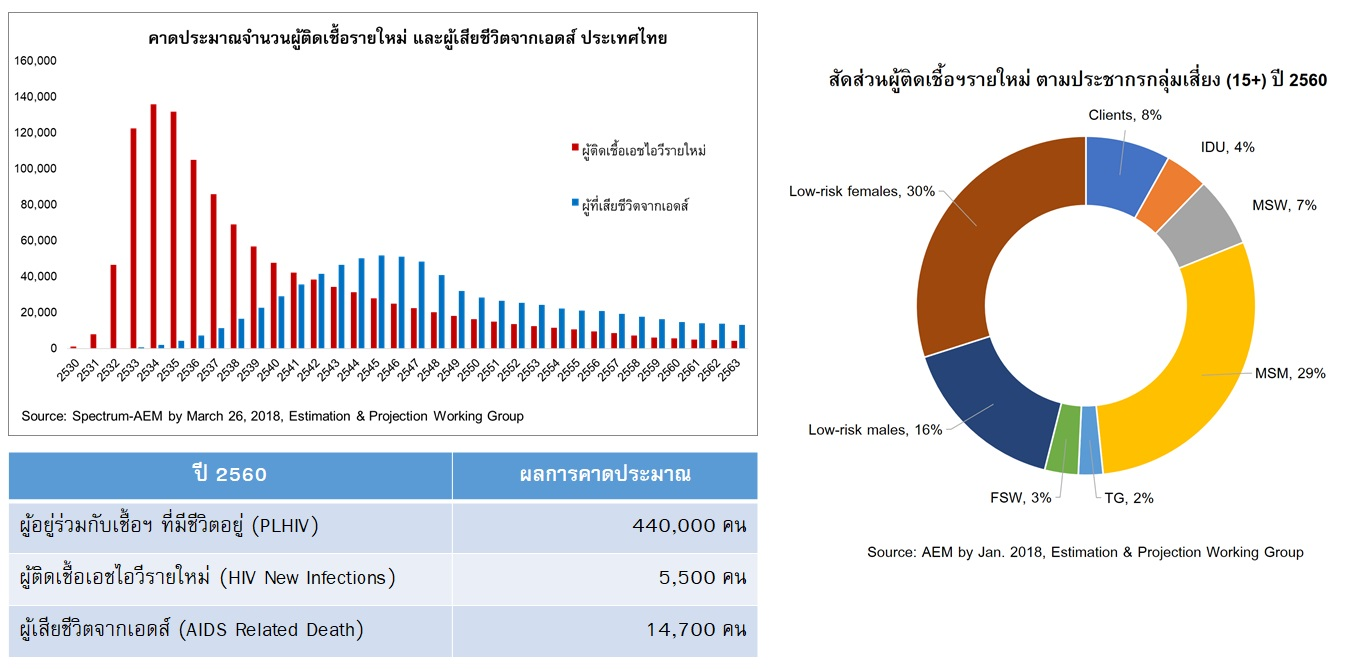 คาดประมาณจำนวนผู้ติดเชื้อรายใหม่ และผู้เสียชีวิตจากเอดส์ ประเทศไทย
160,000
140,000
120,000
100,000
80,000
60,000
40,000
20,000
0
ผู้ติดเชื้อเอชไอวีรายใหม่
ผู้ที่เสียชีวิตจากเอดส์
2530 2531 2532 2533 2534 2535 2536 2537 2538 2539 2540 2541 2542 2543 2544 2545 2546 2547 2548 2549 2550 2551 2552 2553 2554 2555 2556 2557 2558 2559 2560 2561 2562 2563
Source: Spectrum-AEM by March 26, 2018, Estimation & Projection Working Group
ปี 2560 ผลการคาดประมาณ
ผู้อยู่ร่วมกับเชื้อฯ ที่มีชีวิตอยู่ (PLHIV) 440,000 คน
ผู้ติดเชื้อเอชไอวีรายใหม่ (HIV New Infections) 5,500 คน
ผู้เสียชีวิตจากเอดส์ (AIDS Related Death) 14,700 คน
สัดส่วนผู้ติดเชื้อฯรายใหม่ ตามประชากรกลุ่มเสี่ยง (15+) ปี 2560
Clients, 8%
IDU, 4%
MSW, 7%
MSM, 29%
TG, 2%
FSW, 3%
Low-risk males, 16%
Low-risk females, 30%
Source: AEM by Jan. 2018, Estimation & Projection Working Group